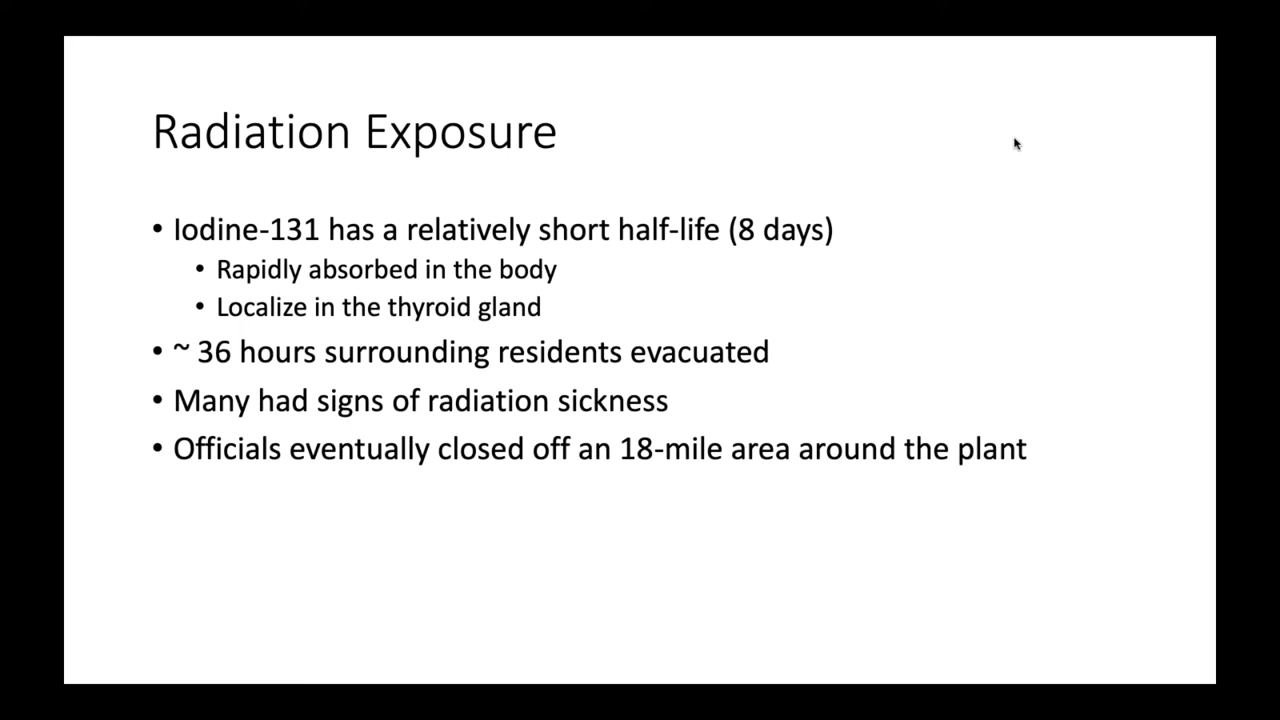 Radiation Exposure
• Iodine-131 has a relatively short half-life (8 days)
• Rapidly absorbed in the body
• Localize in the thyroid gland
• ~ 36 hours surrounding residents evacuated
• Many had signs of radiation sickness
• Officials eventually closed off an 18-mile area around the plant